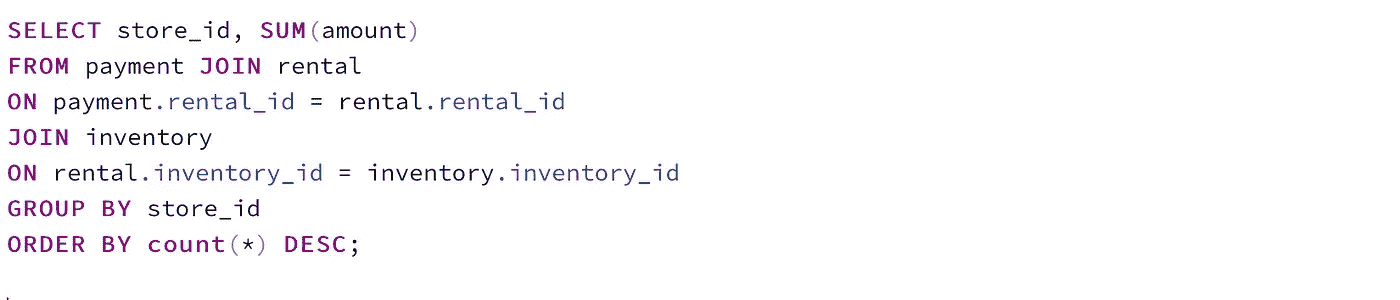 SELECT store_id, SUM(amount)
FROM payment JOIN rental
ON payment.rental_id = rental.rental_id
JOIN inventory
ON rental.inventory_id = inventory.inventory_id
GROUP BY store_id
ORDER BY count(*) DESC;
.